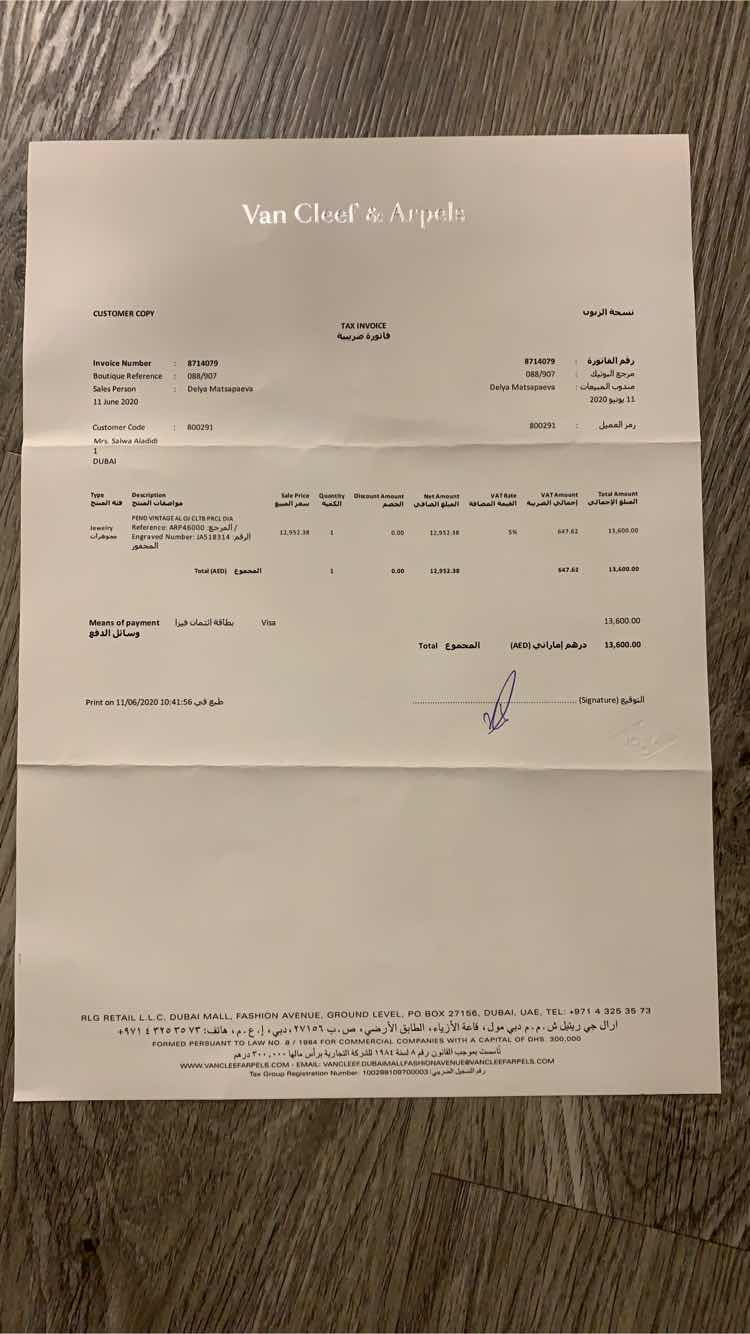 Van Cleef & Arpels
CUSTOMER COPY نسخة الزبون
TAX INVOICE
فاتورة ضريبية
Invoice Number : 8714079 8714079 : رقم الفاتورة
Boutique Reference : 088/907 088/907 : مرجع البوتيك
Sales Person : Delya Matsapaeva Delya Matsapaeva : مندوب المبيعات
11 June 2020 11 يونيو 2020
Customer Code : 800291 800291 : رمز العميل
Mrs. Salwa Aladidi
1
DUBAI
Type Description Sale Price Quantity Discount Amount Net Amount VAT Rate VAT Amount Total Amount
فئة المنتج مواصفات المنتج سعر المبيع الكمية الخصم المبلغ الصافي القيمة المضافة إجمالي الضريبة المبلغ الإجمالي
PEND VINTAGE AL OJ CLTB PRCL DIA
Jewelry Reference: ARP46000 المرجع: / 12,952.38 1 0.00 12,952.38 5% 647.62 13,600.00
مجوهرات Engraved Number: JA518314 الرقم:
المحفور
Total (AED) المجموع 1 0.00 12,952.38 647.62 13,600.00
Means of payment بطاقة ائتمان فيزا Visa 13,600.00
وسائل الدفع
Total المجموع (AED) درهم إماراتي 13,600.00
Print on 11/06/2020 10:41:56 طبع في (Signature) التوقيع
RLG RETAIL L.L.C, DUBAI MALL, FASHION AVENUE, GROUND LEVEL, PO BOX 27156, DUBAI, UAE, TEL: +971 4 325 35 73
ارال جي ريتيل ش.م.م دبي مول، قاعة الأزياء، الطابق الأرضي، ص.ب ٢٧١٥٦، دبي، إ.ع.م، هاتف: ٧٣ ٣٥ ٣٢٥ ٤ ٩٧١+
FORMED PERSUANT TO LAW NO. 8 / 1984 FOR COMMERCIAL COMPANIES WITH A CAPITAL OF DHS. 300,000
تأسست بموجب القانون رقم ٨ لسنة ١٩٨٤ للشركة التجارية برأس مالها ٣٠٠,٠٠٠ درهم
WWW.VANCLEEFARPELS.COM - EMAIL: VANCLEEF.DUBAIMALLFASHIONAVENUE@VANCLEEFARPELS.COM
Tax Group Registration Number: 100298109700003 :رقم التسجيل الضريبي